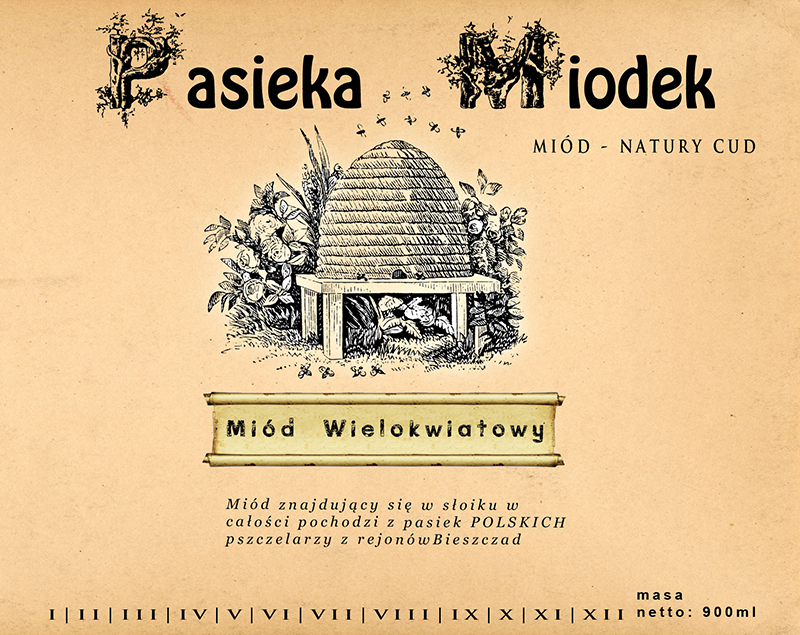 Pasieka Miodek
MIÓD - NATURY CUD
Miód Wielokwiatowy
Miód znajdujący się w słoiku w
całości pochodzi z pasiek POLSKICH
pszczelarzy z rejonówBieszczad
I|II|III|IV|V|VI|VII|VIII|IX|X|XI|XII
masa
netto: 900ml